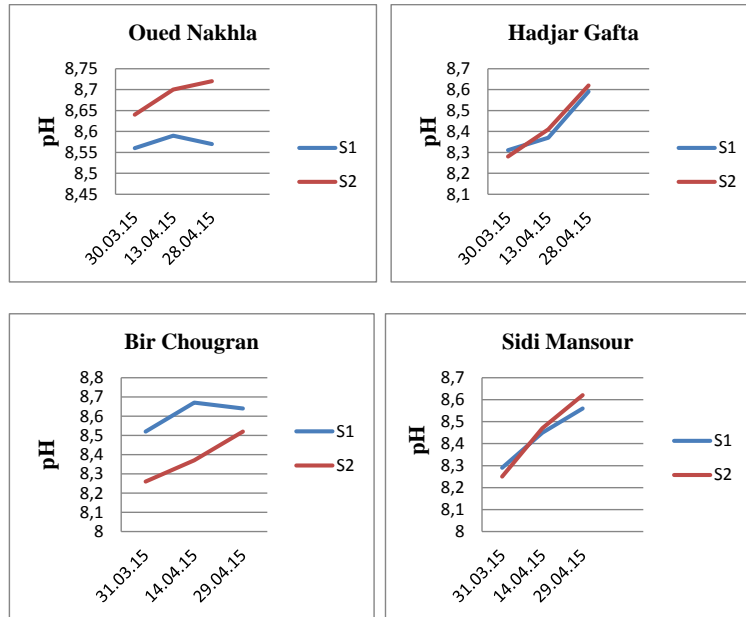 Oued Nakhla
pH
8,75
8,7
8,65
8,6
8,55
8,5
8,45
30.03.15
13.04.15
28.04.15
S1
S2
Hadjar Gafta
pH
8,7
8,6
8,5
8,4
8,3
8,2
8,1
30.03.15
13.04.15
28.04.15
S1
S2
Bir Chougran
pH
8,8
8,7
8,6
8,5
8,4
8,3
8,2
8,1
8
31.03.15
14.04.15
29.04.15
S1
S2
Sidi Mansour
pH
8,7
8,6
8,5
8,4
8,3
8,2
8,1
8
31.03.15
14.04.15
29.04.15
S1
S2